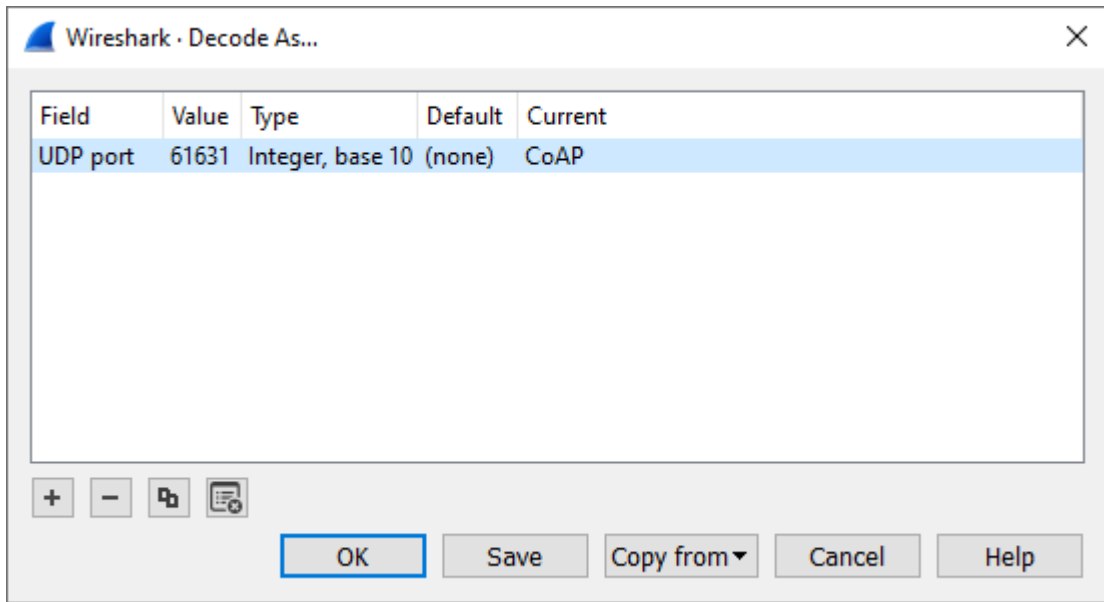 Wireshark · Decode As...
Field Value Type Default Current
UDP port 61631 Integer, base 10 (none) CoAP
OK Save Copy from Cancel Help